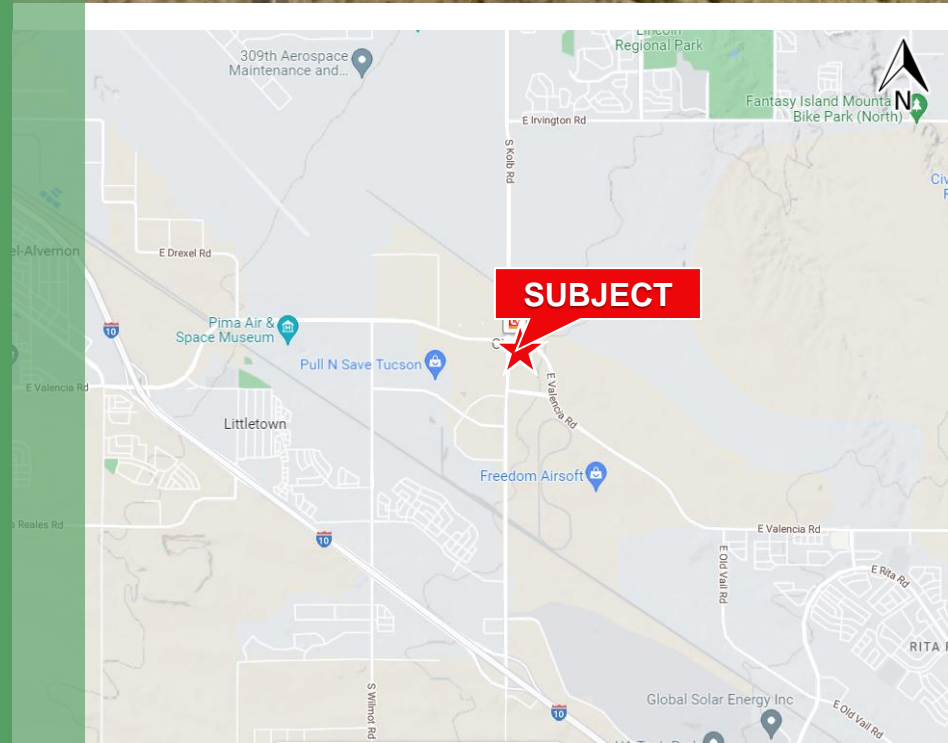 Lincoln
Regional Park
309th Aerospace
Maintenance and...
N
Fantasy Island Mounta
Bike Park (North)
E Irvington Rd
S Kolb Rd
Civ
el-Alvernon
E Drexel Rd
SUBJECT
10
Pima Air &
Space Museum
Pull N Save Tucson
E Valencia Rd
E Valencia Rd
Littletown
Freedom Airsoft
s Reales Rd
10
E Valencia Rd
E Old Vail Rd
E Rita Rd
RITA
S Wilmot Rd
Global Solar Energy Inc
10
E Old Vail Rd